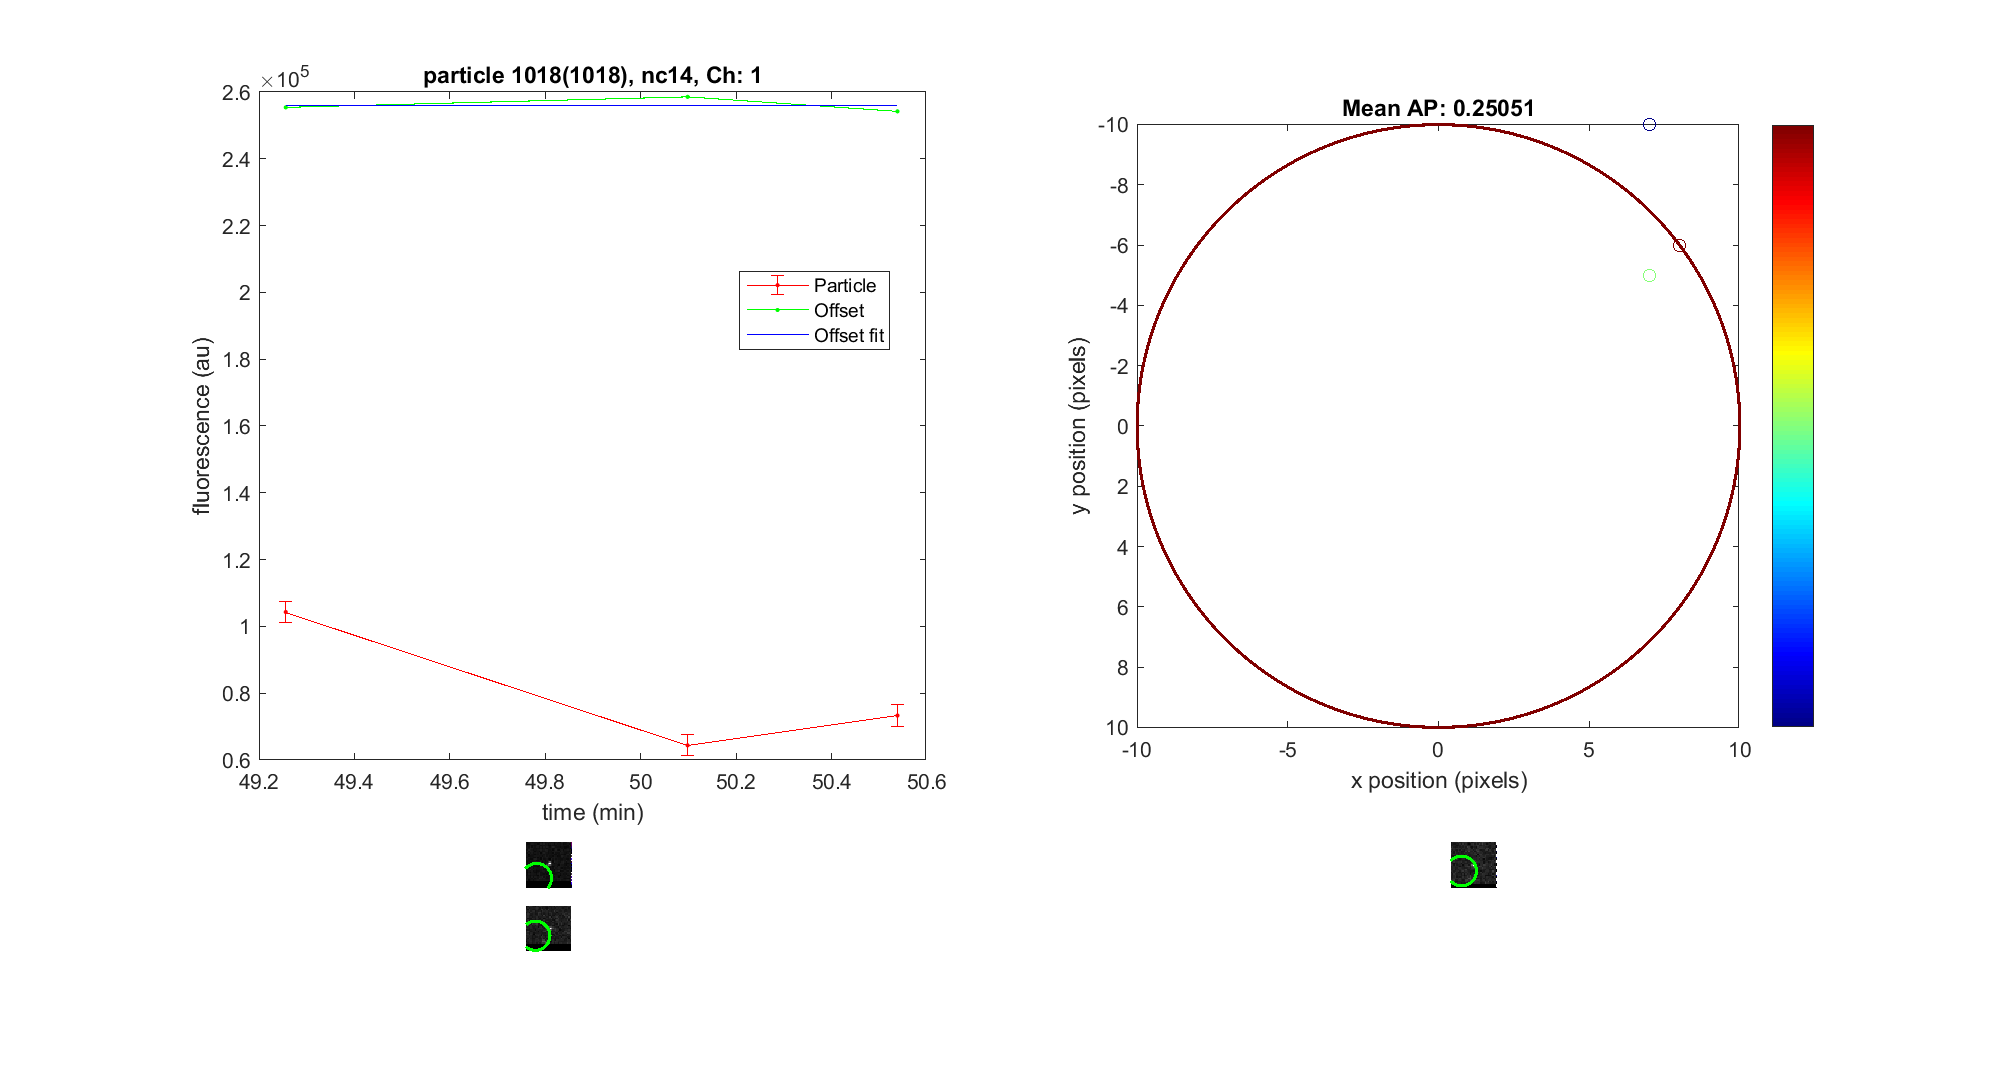 particle 1018(1018), nc14, Ch: 1
×10^5
2.6
2.4
2.2
2
1.8
1.6
1.4
1.2
1
0.8
0.6
fluorescence (au)
49.2 49.4 49.6 49.8 50 50.2 50.4 50.6
time (min)
Particle
Offset
Offset fit
Mean AP: 0.25051
-10
-8
-6
-4
-2
0
2
4
6
8
10
y position (pixels)
-10 -5 0 5 10
x position (pixels)